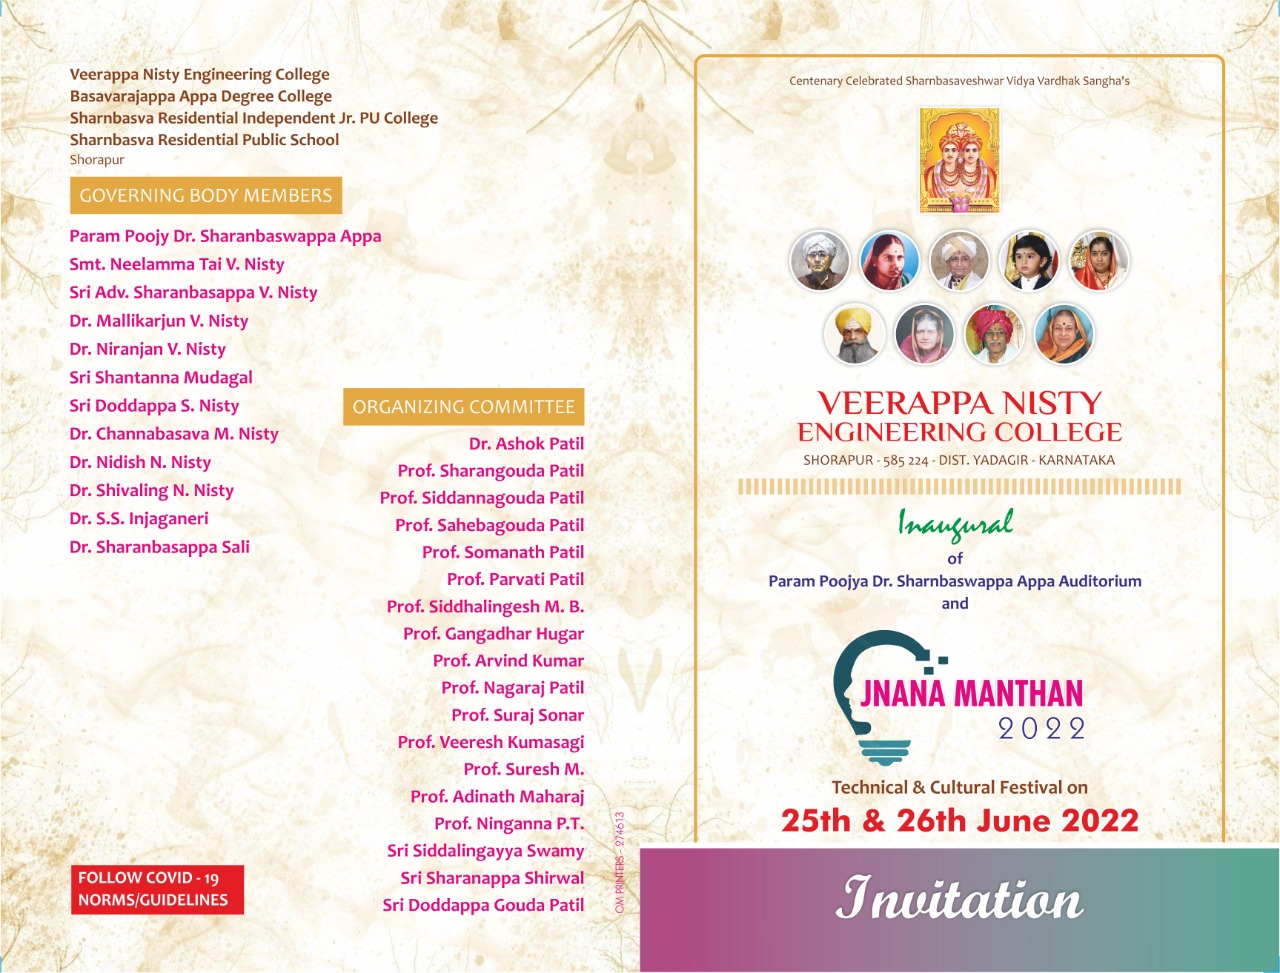 Veerappa Nisty Engineering College
Basavarajappa Appa Degree College
Sharnbasva Residential Independent Jr. PU College
Sharnbasva Residential Public School
Shorapur
GOVERNING BODY MEMBERS
Param Poojy Dr. Sharanbaswappa Appa
Smt. Neelamma Tai V. Nisty
Sri Adv. Sharanbasappa V. Nisty
Dr. Mallikarjun V. Nisty
Dr. Niranjan V. Nisty
Sri Shantanna Mudagal
Sri Doddappa S. Nisty
Dr. Channabasava M. Nisty
Dr. Nidish N. Nisty
Dr. Shivaling N. Nisty
Dr. S.S. Injaganeri
Dr. Sharanbasappa Sali
FOLLOW COVID - 19
NORMS/GUIDELINES
ORGANIZING COMMITTEE
Dr. Ashok Patil
Prof. Sharangouda Patil
Prof. Siddannagouda Patil
Prof. Sahebagouda Patil
Prof. Somanath Patil
Prof. Parvati Patil
Prof. Siddhalingesh M. B.
Prof. Gangadhar Hugar
Prof. Arvind Kumar
Prof. Nagaraj Patil
Prof. Suraj Sonar
Prof. Veeresh Kumasagi
Prof. Suresh M.
Prof. Adinath Maharaj
Prof. Ninganna P.T.
Sri Siddalingayya Swamy
Sri Sharanappa Shirwal
Sri Doddappa Gouda Patil
OM PRINTERS - 274613
Centenary Celebrated Sharnbasaveshwar Vidya Vardhak Sangha's
VEERAPPA NISTY
ENGINEERING COLLEGE
SHORAPUR - 585 224 - DIST. YADAGIR - KARNATAKA
Inaugural
of
Param Poojya Dr. Sharnbaswappa Appa Auditorium
and
JNANA MANTHAN
2022
Technical & Cultural Festival on
25th & 26th June 2022
Invitation